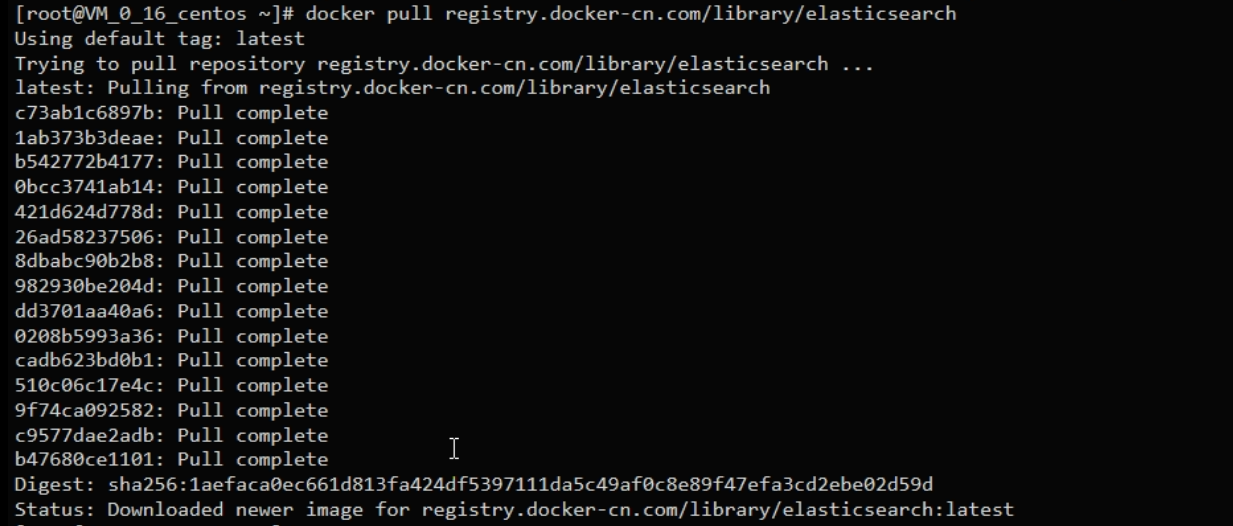 [root@VM_0_16_centos ~]# docker pull registry.docker-cn.com/library/elasticsearch
Using default tag: latest
Trying to pull repository registry.docker-cn.com/library/elasticsearch ...
latest: Pulling from registry.docker-cn.com/library/elasticsearch
c73ab1c6897b: Pull complete
1ab373b3deae: Pull complete
b542772b4177: Pull complete
0bcc3741ab14: Pull complete
421d624d778d: Pull complete
26ad58237506: Pull complete
8dbabc90b2b8: Pull complete
982930be204d: Pull complete
dd3701aa40a6: Pull complete
0208b5993a36: Pull complete
cadb623bd0b1: Pull complete
510c06c17e4c: Pull complete
9f74ca092582: Pull complete
c9577dae2adb: Pull complete
b47680ce1101: Pull complete
Digest: sha256:1aefaca0ec661d813fa424df5397111da5c49af0c8e89f47efa3cd2ebe02d59d
Status: Downloaded newer image for registry.docker-cn.com/library/elasticsearch:latest